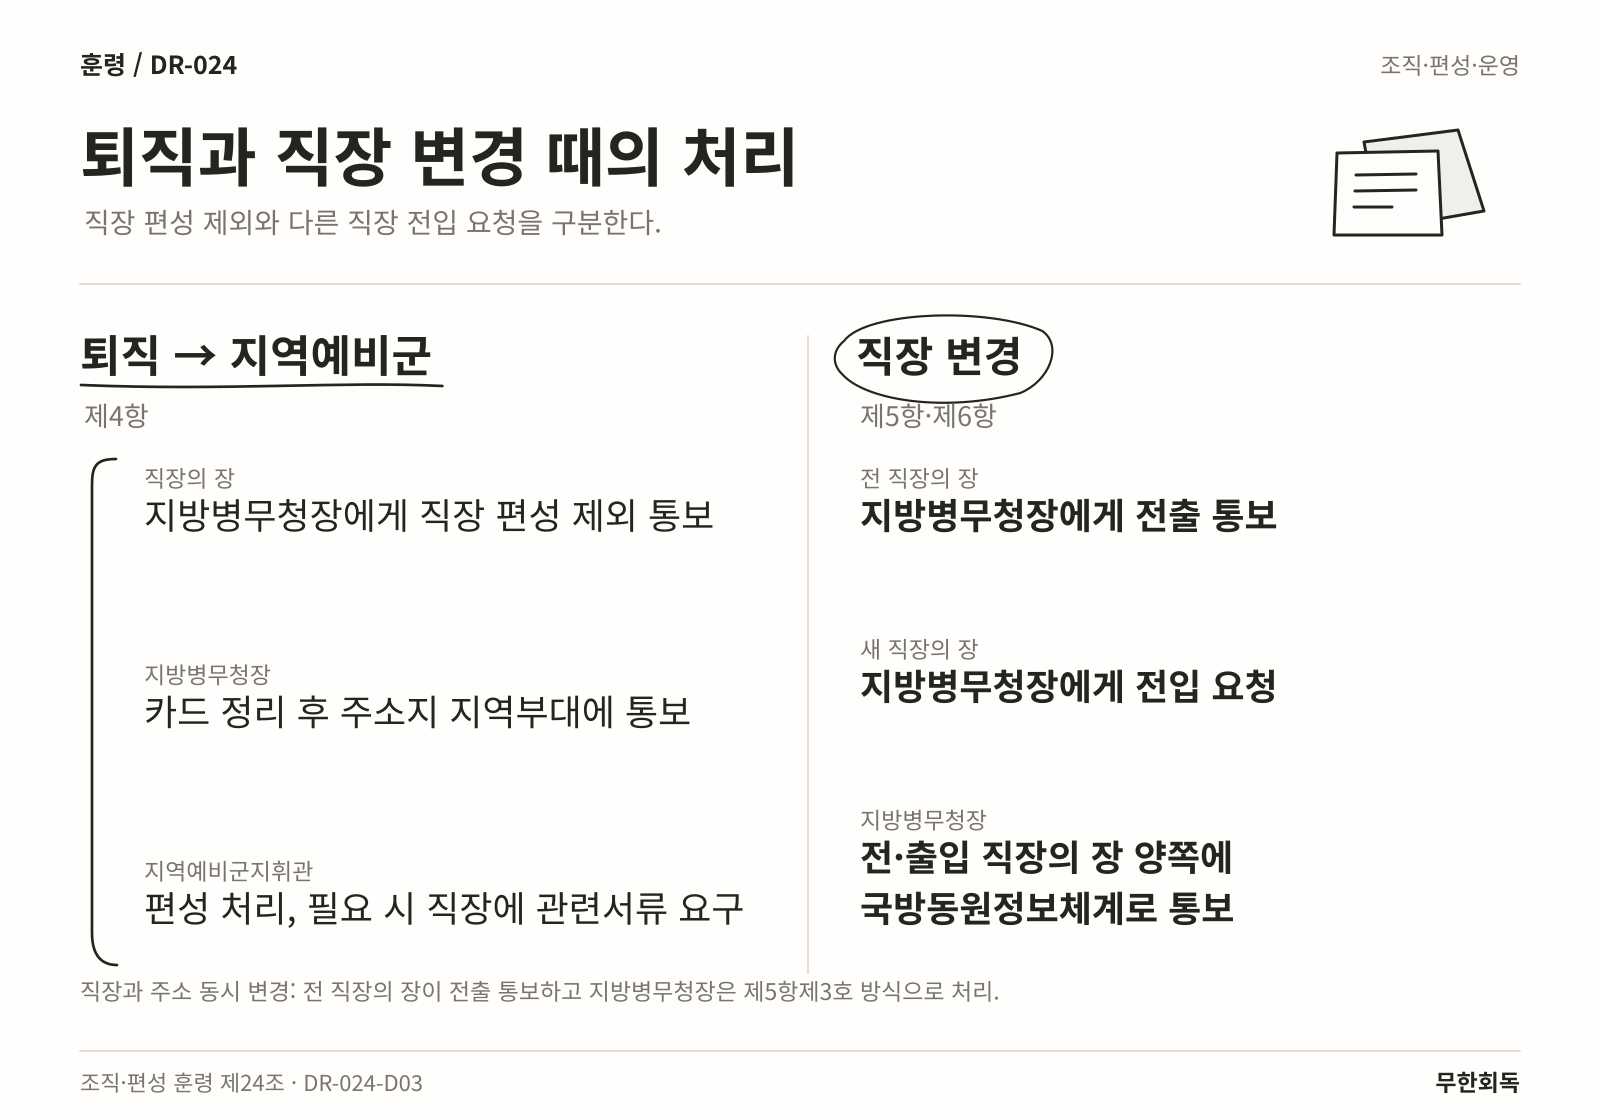 훈령 / DR-024
조직·편성·운영
퇴직과 직장 변경 때의 처리
직장 편성 제외와 다른 직장 전입 요청을 구분한다.
퇴직 → 지역예비군
제4항
직장의 장
지방병무청장에게 직장 편성 제외 통보
지방병무청장
카드 정리 후 주소지 지역부대에 통보
지역예비군지휘관
편성 처리, 필요 시 직장에 관련서류 요구
직장 변경
제5항·제6항
전 직장의 장
지방병무청장에게 전출 통보
새 직장의 장
지방병무청장에게 전입 요청
지방병무청장
전·출입 직장의 장 양쪽에
국방동원정보체계로 통보
직장과 주소 동시 변경: 전 직장의 장이 전출 통보하고 지방병무청장은 제5항제3호 방식으로 처리.
조직·편성 훈령 제24조 · DR-024-D03
무한회독